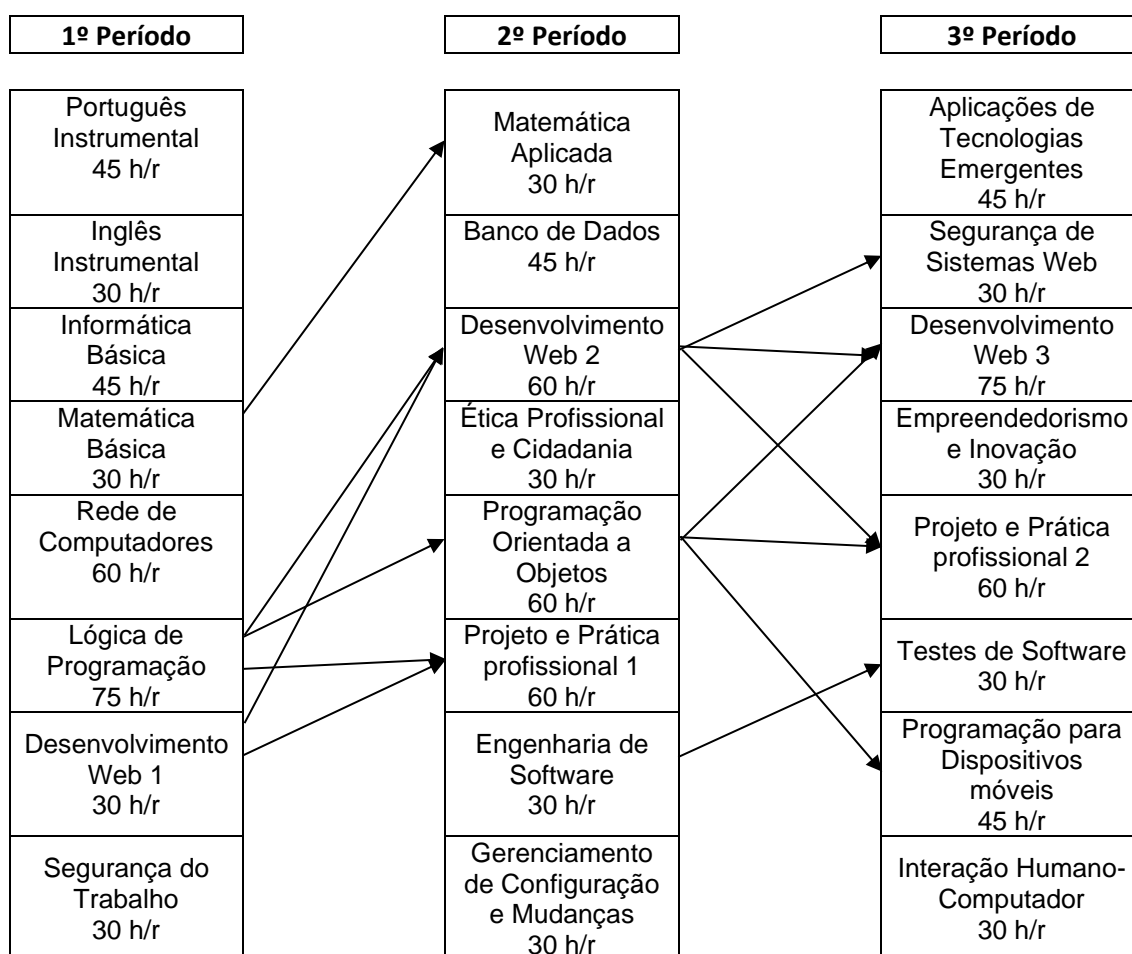 1º Período
2º Período
3º Período
Português
Instrumental
45 h/r
Inglês
Instrumental
30 h/r
Informática
Básica
45 h/r
Matemática
Básica
30 h/r
Rede de
Computadores
60 h/r
Lógica de
Programação
75 h/r
Desenvolvimento
Web 1
30 h/r
Segurança do
Trabalho
30 h/r
Matemática
Aplicada
30 h/r
Banco de Dados
45 h/r
Desenvolvimento
Web 2
60 h/r
Ética Profissional
e Cidadania
30 h/r
Programação
Orientada a
Objetos
60 h/r
Projeto e Prática
profissional 1
60 h/r
Engenharia de
Software
30 h/r
Gerenciamento
de Configuração
e Mudanças
30 h/r
Aplicações de
Tecnologias
Emergentes
45 h/r
Segurança de
Sistemas Web
30 h/r
Desenvolvimento
Web 3
75 h/r
Empreendedorismo
e Inovação
30 h/r
Projeto e Prática
profissional 2
60 h/r
Testes de Software
30 h/r
Programação para
Dispositivos
móveis
45 h/r
Interação Humano-
Computador
30 h/r